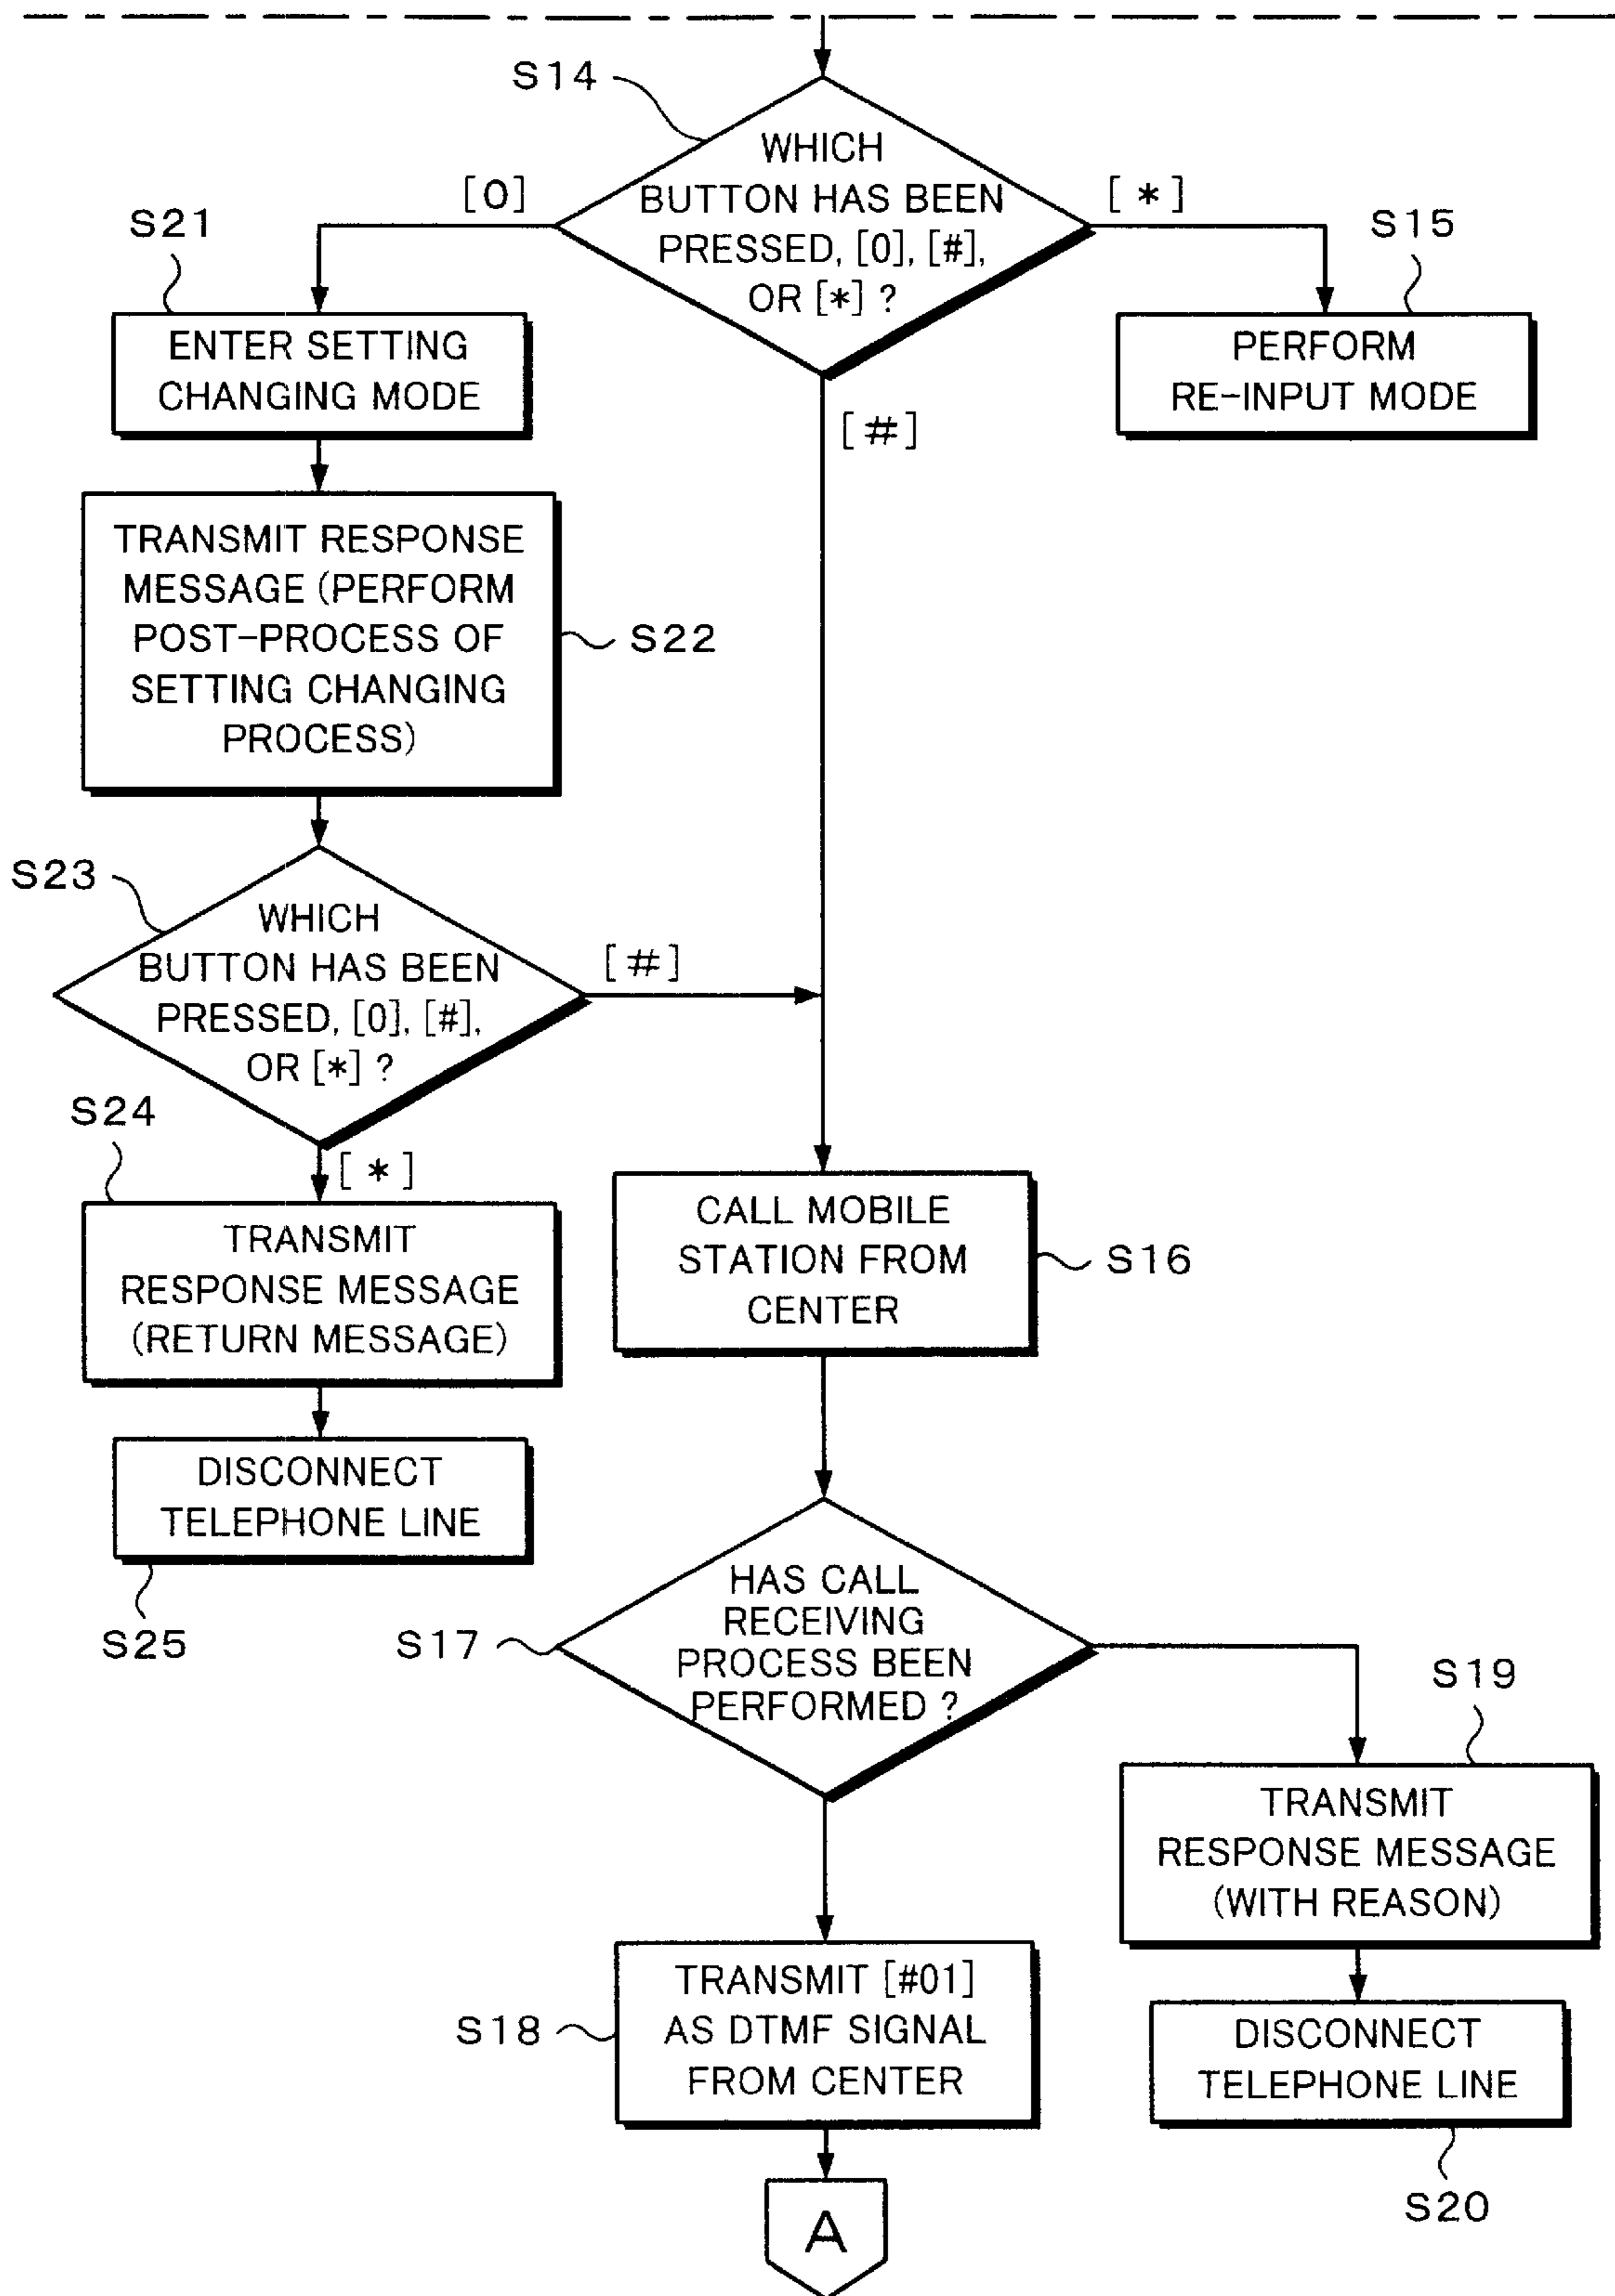 S14
WHICH
BUTTON HAS BEEN
PRESSED, [0], [#],
OR [*] ?
[0]
[*]
[#]
S21
ENTER SETTING
CHANGING MODE
S15
PERFORM
RE-INPUT MODE
TRANSMIT RESPONSE
MESSAGE (PERFORM
POST-PROCESS OF
SETTING CHANGING
PROCESS)
S22
S23
WHICH
BUTTON HAS BEEN
PRESSED, [0], [#],
OR [*] ?
[#]
[*]
S24
TRANSMIT
RESPONSE MESSAGE
(RETURN MESSAGE)
DISCONNECT
TELEPHONE LINE
S25
CALL MOBILE
STATION FROM
CENTER
S16
S17
HAS CALL
RECEIVING
PROCESS BEEN
PERFORMED ?
S19
TRANSMIT
RESPONSE MESSAGE
(WITH REASON)
S18
TRANSMIT [#01]
AS DTMF SIGNAL
FROM CENTER
DISCONNECT
TELEPHONE LINE
S20
A